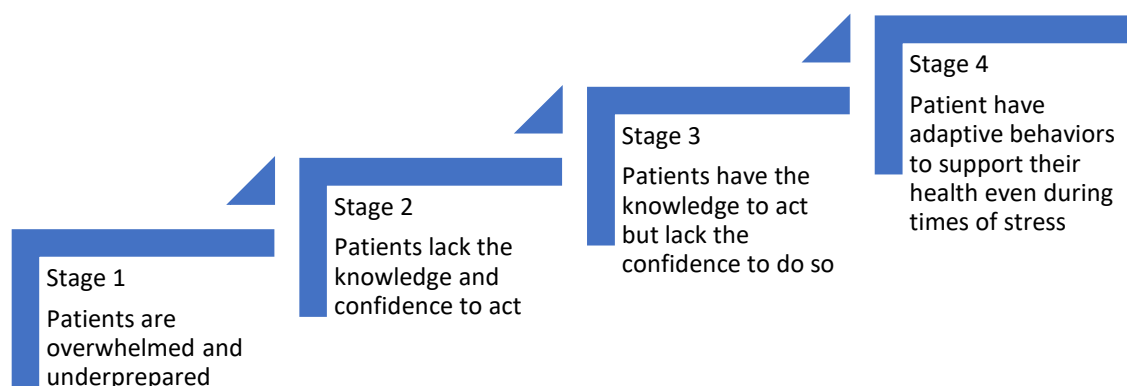 Stage 1
Patients are
overwhelmed and
underprepared
Stage 2
Patients lack the
knowledge and
confidence to act
Stage 3
Patients have the
knowledge to act
but lack the
confidence to do so
Stage 4
Patient have
adaptive behaviors
to support their
health even during
times of stress